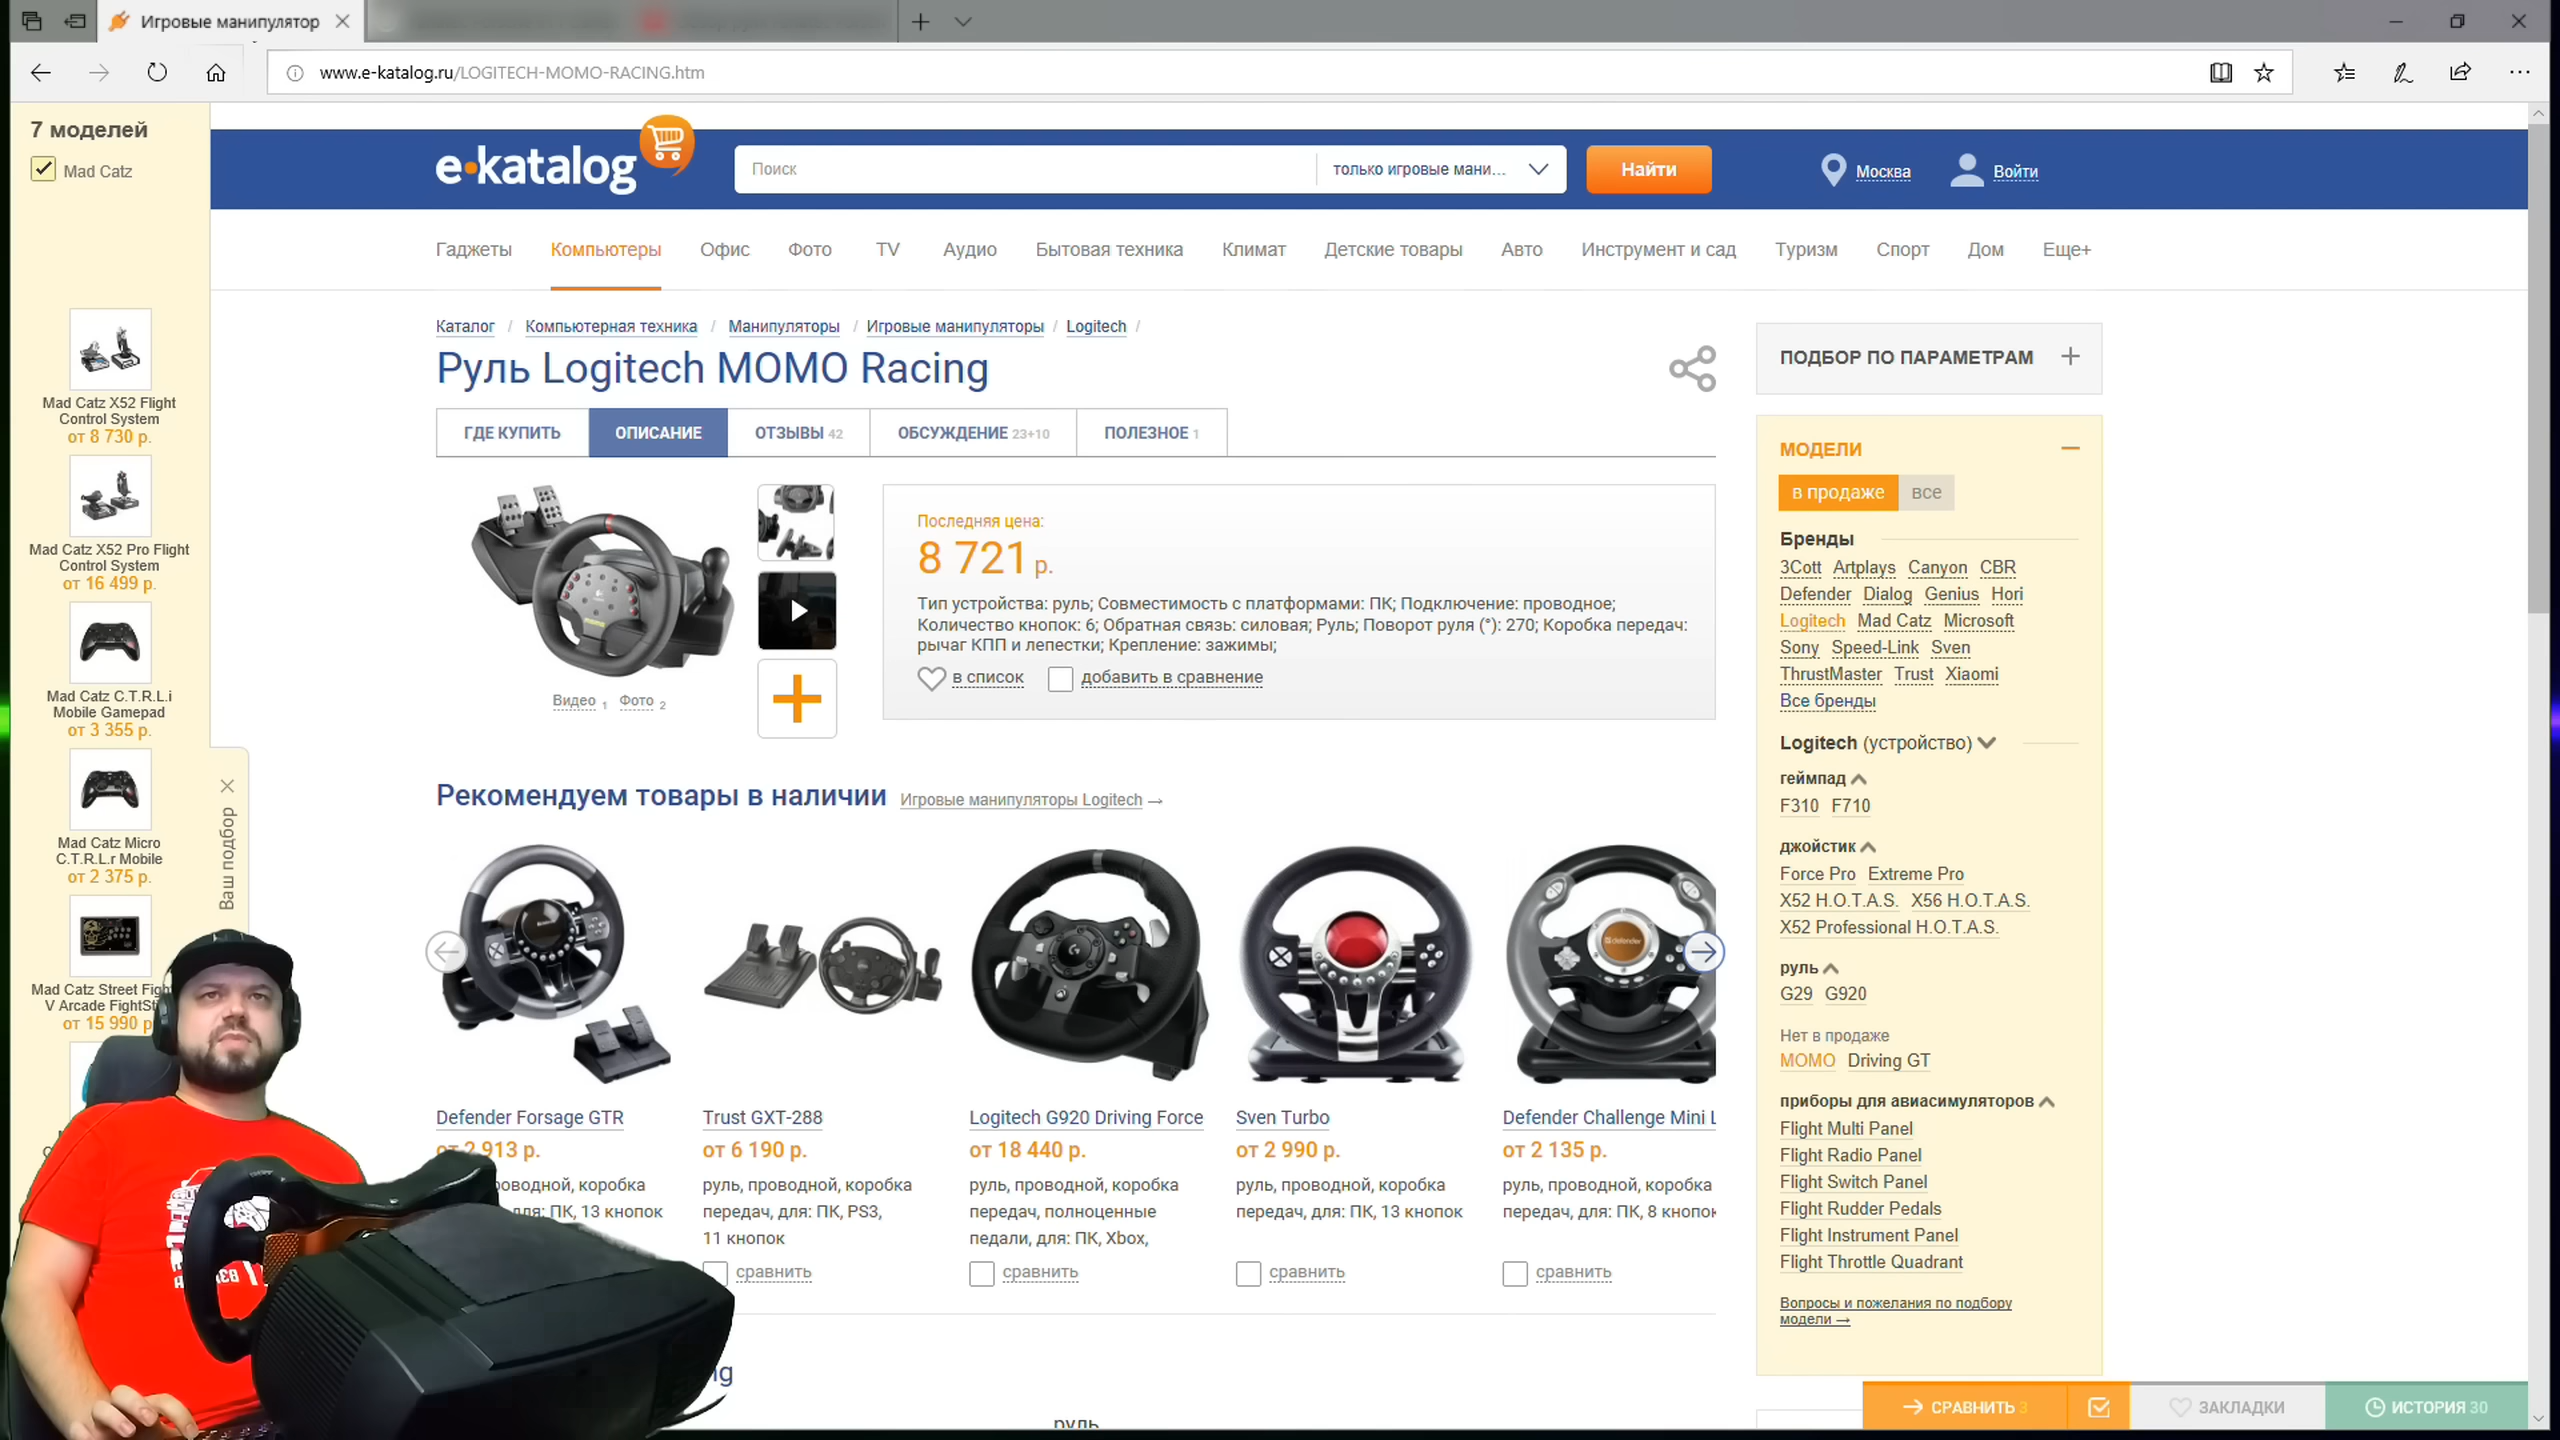 Игровые манипулятор
www.e-katalog.ru/LOGITECH-MOMO-RACING.htm
7 моделей
Mad Catz
Mad Catz X52 Flight
Control System
от 8 730 р.
Mad Catz X52 Pro Flight
Control System
от 16 499 р.
Mad Catz C.T.R.L.i
Mobile Gamepad
от 3 355 р.
Mad Catz Micro
C.T.R.L.r Mobile
от 2 375 р.
Mad Catz Street Figh
V Arcade FightSti
от 15 990 р
Ваш подбор
e-katalog
Поиск
только игровые мани...
Найти
Москва
Войти
Гаджеты Компьютеры Офис Фото TV Аудио Бытовая техника Климат Детские товары Авто Инструмент и сад Туризм Спорт Дом Еще+
Каталог / Компьютерная техника / Манипуляторы / Игровые манипуляторы / Logitech /
Руль Logitech MOMO Racing
ГДЕ КУПИТЬ ОПИСАНИЕ ОТЗЫВЫ 42 ОБСУЖДЕНИЕ 23+10 ПОЛЕЗНОЕ 1
Видео 1 Фото 2
Последняя цена:
8 721 р.
Тип устройства: руль; Совместимость с платформами: ПК; Подключение: проводное;
Количество кнопок: 6; Обратная связь: силовая; Руль; Поворот руля (°): 270; Коробка передач:
рычаг КПП и лепестки; Крепление: зажимы;
в список добавить в сравнение
Рекомендуем товары в наличии Игровые манипуляторы Logitech →
Defender Forsage GTR
от 2 913 р.
роводной, коробка
для: ПК, 13 кнопок
Trust GXT-288
от 6 190 р.
руль, проводной, коробка
передач, для: ПК, PS3,
11 кнопок
сравнить
Logitech G920 Driving Force
от 18 440 р.
руль, проводной, коробка
передач, полноценные
педали, для: ПК, Xbox,
сравнить
Sven Turbo
от 2 990 р.
руль, проводной, коробка
передач, для: ПК, 13 кнопок
сравнить
defender
Defender Challenge Mini L
от 2 135 р.
руль, проводной, коробка
передач, для: ПК, 8 кнопок
сравнить
ng
руль
ПОДБОР ПО ПАРАМЕТРАМ
МОДЕЛИ
в продаже все
Бренды
3Cott Artplays Canyon CBR
Defender Dialog Genius Hori
Logitech Mad Catz Microsoft
Sony Speed-Link Sven
ThrustMaster Trust Xiaomi
Все бренды
Logitech (устройство)
геймпад
F310 F710
джойстик
Force Pro Extreme Pro
X52 H.O.T.A.S. X56 H.O.T.A.S.
X52 Professional H.O.T.A.S.
руль
G29 G920
Нет в продаже
MOMO Driving GT
приборы для авиасимуляторов
Flight Multi Panel
Flight Radio Panel
Flight Switch Panel
Flight Rudder Pedals
Flight Instrument Panel
Flight Throttle Quadrant
Вопросы и пожелания по подбору
модели →
СРАВНИТЬ 3
ЗАКЛАДКИ
ИСТОРИЯ 30